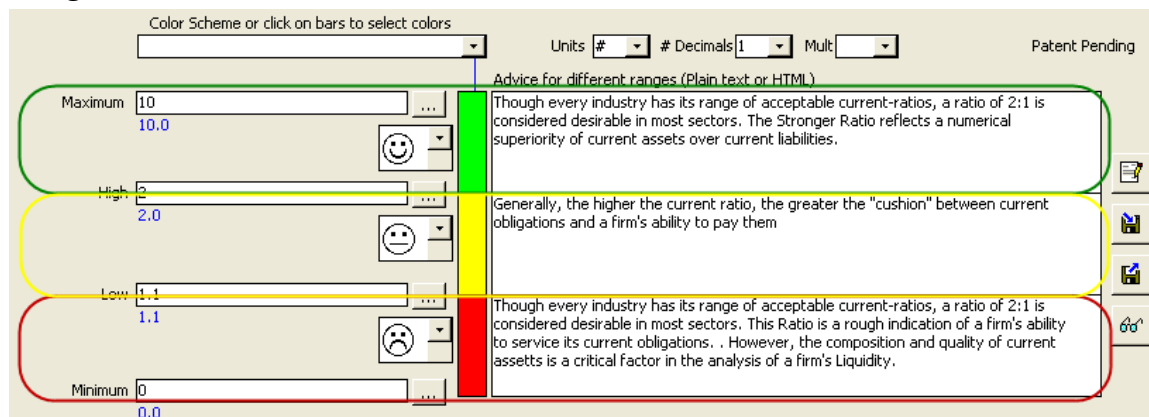 Color Scheme or click on bars to select colors
Units # # Decimals 1 Mult Patent Pending
Advice for different ranges (Plain text or HTML)
Maximum 10 ...
10.0
Though every industry has its range of acceptable current-ratios, a ratio of 2:1 is
considered desirable in most sectors. The Stronger Ratio reflects a numerical
superiority of current assets over current liabilities.
High 2 ...
2.0
Generally, the higher the current ratio, the greater the "cushion" between current
obligations and a firm's ability to pay them
Low 1.1 ...
1.1
Though every industry has its range of acceptable current-ratios, a ratio of 2:1 is
considered desirable in most sectors. This Ratio is a rough indication of a firm's ability
to service its current obligations. . However, the composition and quality of current
assetts is a critical factor in the analysis of a firm's Liquidity.
Minimum 0 ...
0.0